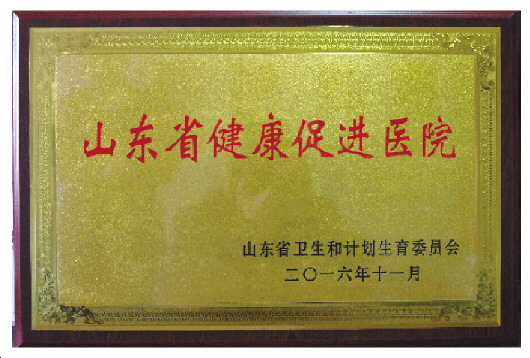 山东省健康促进医院
山东省卫生和计划生育委员会
二〇一六年十一月